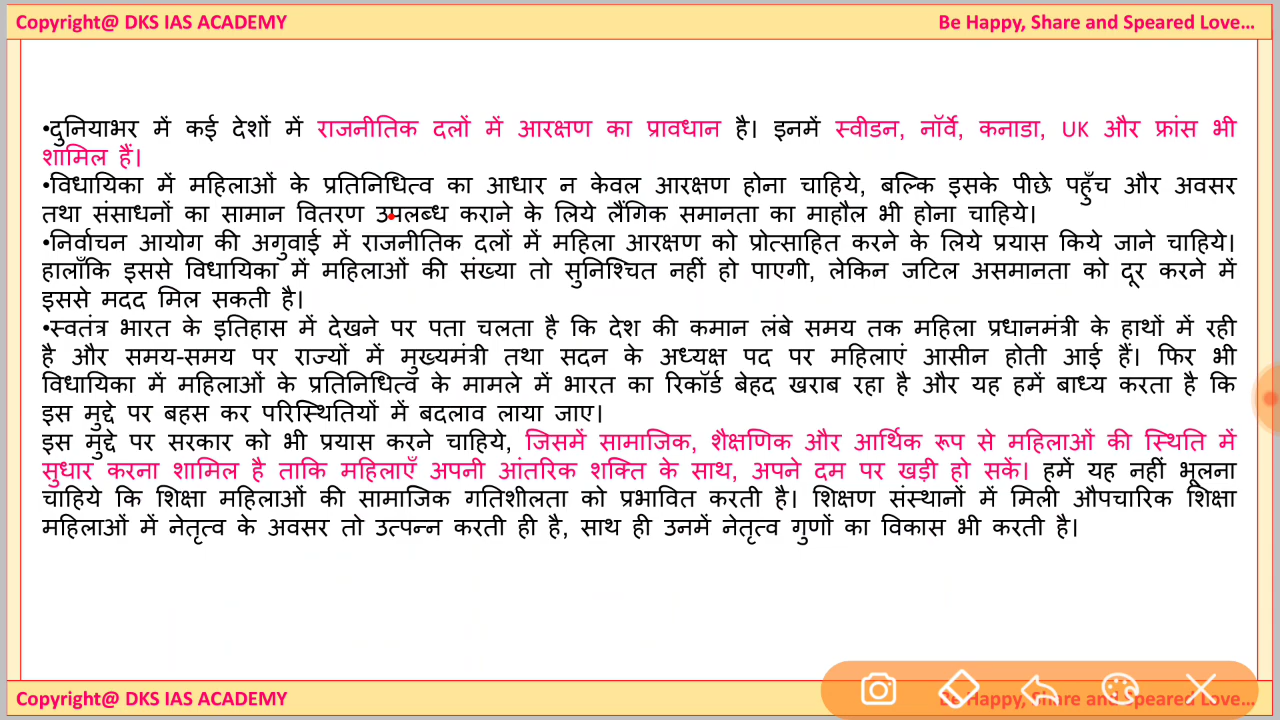 Copyright@ DKS IAS ACADEMY
Be Happy, Share and Speared Love...
•दुनियाभर में कई देशों में राजनीतिक दलों में आरक्षण का प्रावधान है। इनमें स्वीडन, नॉर्वे, कनाडा, UK और फ्रांस भी
शामिल हैं।
•विधायिका में महिलाओं के प्रतिनिधित्व का आधार न केवल आरक्षण होना चाहिये, बल्कि इसके पीछे पहुँच और अवसर
तथा संसाधनों का सामान वितरण उपलब्ध कराने के लिये लैंगिक समानता का माहौल भी होना चाहिये।
•निर्वाचन आयोग की अगुवाई में राजनीतिक दलों में महिला आरक्षण को प्रोत्साहित करने के लिये प्रयास किये जाने चाहिये।
हालाँकि इससे विधायिका में महिलाओं की संख्या तो सुनिश्चित नहीं हो पाएगी, लेकिन जटिल असमानता को दूर करने में
इससे मदद मिल सकती है।
•स्वतंत्र भारत के इतिहास में देखने पर पता चलता है कि देश की कमान लंबे समय तक महिला प्रधानमंत्री के हाथों में रही
है और समय-समय पर राज्यों में मुख्यमंत्री तथा सदन के अध्यक्ष पद पर महिलाएं आसीन होती आई हैं। फिर भी
विधायिका में महिलाओं के प्रतिनिधित्व के मामले में भारत का रिकॉर्ड बेहद खराब रहा है और यह हमें बाध्य करता है कि
इस मुद्दे पर बहस कर परिस्थितियों में बदलाव लाया जाए।
इस मुद्दे पर सरकार को भी प्रयास करने चाहिये, जिसमें सामाजिक, शैक्षणिक और आर्थिक रूप से महिलाओं की स्थिति में
सुधार करना शामिल है ताकि महिलाएँ अपनी आंतरिक शक्ति के साथ, अपने दम पर खड़ी हो सकें। हमें यह नहीं भूलना
चाहिये कि शिक्षा महिलाओं की सामाजिक गतिशीलता को प्रभावित करती है। शिक्षण संस्थानों में मिली औपचारिक शिक्षा
महिलाओं में नेतृत्व के अवसर तो उत्पन्न करती ही है, साथ ही उनमें नेतृत्व गुणों का विकास भी करती है।
Copyright@ DKS IAS ACADEMY
Be Happy, Share and Speared Love...